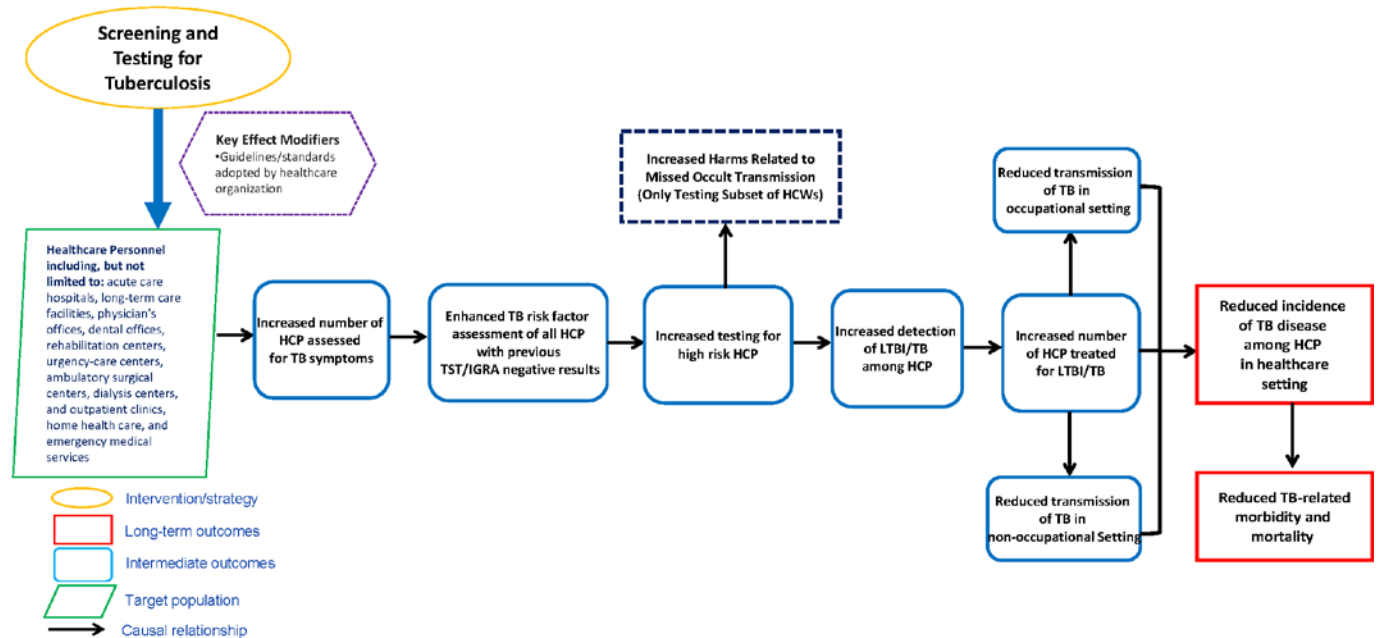 Screening and
Testing for
Tuberculosis
Key Effect Modifiers
•Guidelines/standards
adopted by healthcare
organization
Healthcare Personnel
including, but not
limited to: acute care
hospitals, long-term care
facilities, physician's
offices, dental offices,
rehabilitation centers,
urgency-care centers,
ambulatory surgical
centers, dialysis centers,
and outpatient clinics,
home health care, and
emergency medical
services
Increased number of
HCP assessed
for TB symptoms
Enhanced TB risk factor
assessment of all HCP
with previous
TST/IGRA negative results
Increased Harms Related to
Missed Occult Transmission
(Only Testing Subset of HCWs)
Increased testing for
high risk HCP
Increased detection
of LTBI/TB
among HCP
Reduced transmission
of TB in
occupational setting
Increased number
of HCP treated
for LTBI/TB
Reduced transmission
of TB in
non-occupational Setting
Reduced incidence
of TB disease
among HCP
in healthcare
setting
Reduced TB-related
morbidity and
mortality
Intervention/strategy
Long-term outcomes
Intermediate outcomes
Target population
Causal relationship